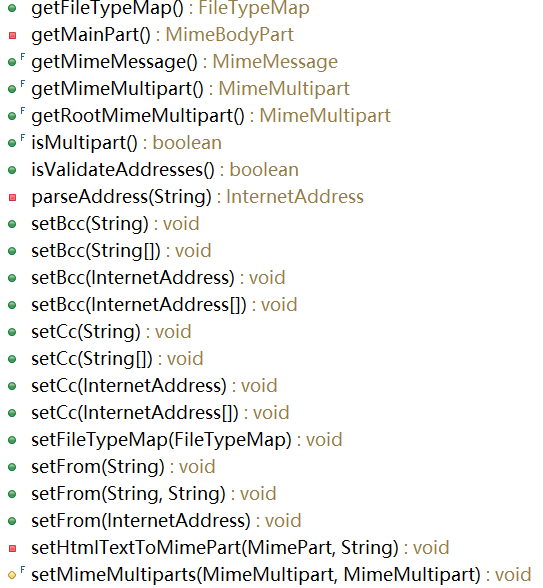 getFileTypeMap() : FileTypeMap
getMainPart() : MimeBodyPart
F getMimeMessage() : MimeMessage
F getMimeMultipart() : MimeMultipart
F getRootMimeMultipart() : MimeMultipart
F isMultipart() : boolean
isValidateAddresses() : boolean
parseAddress(String) : InternetAddress
setBcc(String) : void
setBcc(String[]) : void
setBcc(InternetAddress) : void
setBcc(InternetAddress[]) : void
setCc(String) : void
setCc(String[]) : void
setCc(InternetAddress) : void
setCc(InternetAddress[]) : void
setFileTypeMap(FileTypeMap) : void
setFrom(String) : void
setFrom(String, String) : void
setFrom(InternetAddress) : void
setHtmlTextToMimePart(MimePart, String) : void
F setMimeMultiparts(MimeMultipart, MimeMultipart) : void